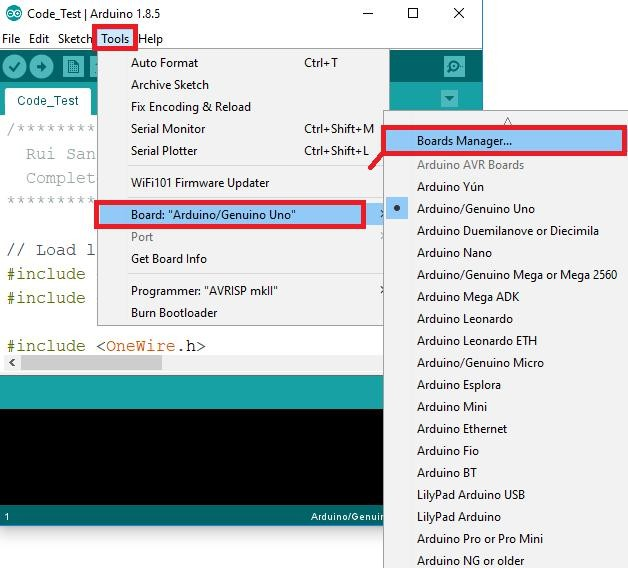 Code_Test | Arduino 1.8.5
File Edit Sketch Tools Help
Code_Test
/********
Rui San
Complet
*********
// Load l
#include
#include
#include <OneWire.h>
Auto Format Ctrl+T
Archive Sketch
Fix Encoding & Reload
Serial Monitor Ctrl+Shift+M
Serial Plotter Ctrl+Shift+L
WiFi101 Firmware Updater
Board: "Arduino/Genuino Uno"
Port
Get Board Info
Programmer: "AVRISP mkII"
Burn Bootloader
Boards Manager...
Arduino AVR Boards
Arduino Yún
Arduino/Genuino Uno
Arduino Duemilanove or Diecimila
Arduino Nano
Arduino/Genuino Mega or Mega 2560
Arduino Mega ADK
Arduino Leonardo
Arduino Leonardo ETH
Arduino/Genuino Micro
Arduino Esplora
Arduino Mini
Arduino Ethernet
Arduino Fio
Arduino BT
LilyPad Arduino USB
LilyPad Arduino
Arduino Pro or Pro Mini
Arduino NG or older
1 Arduino/Genuin